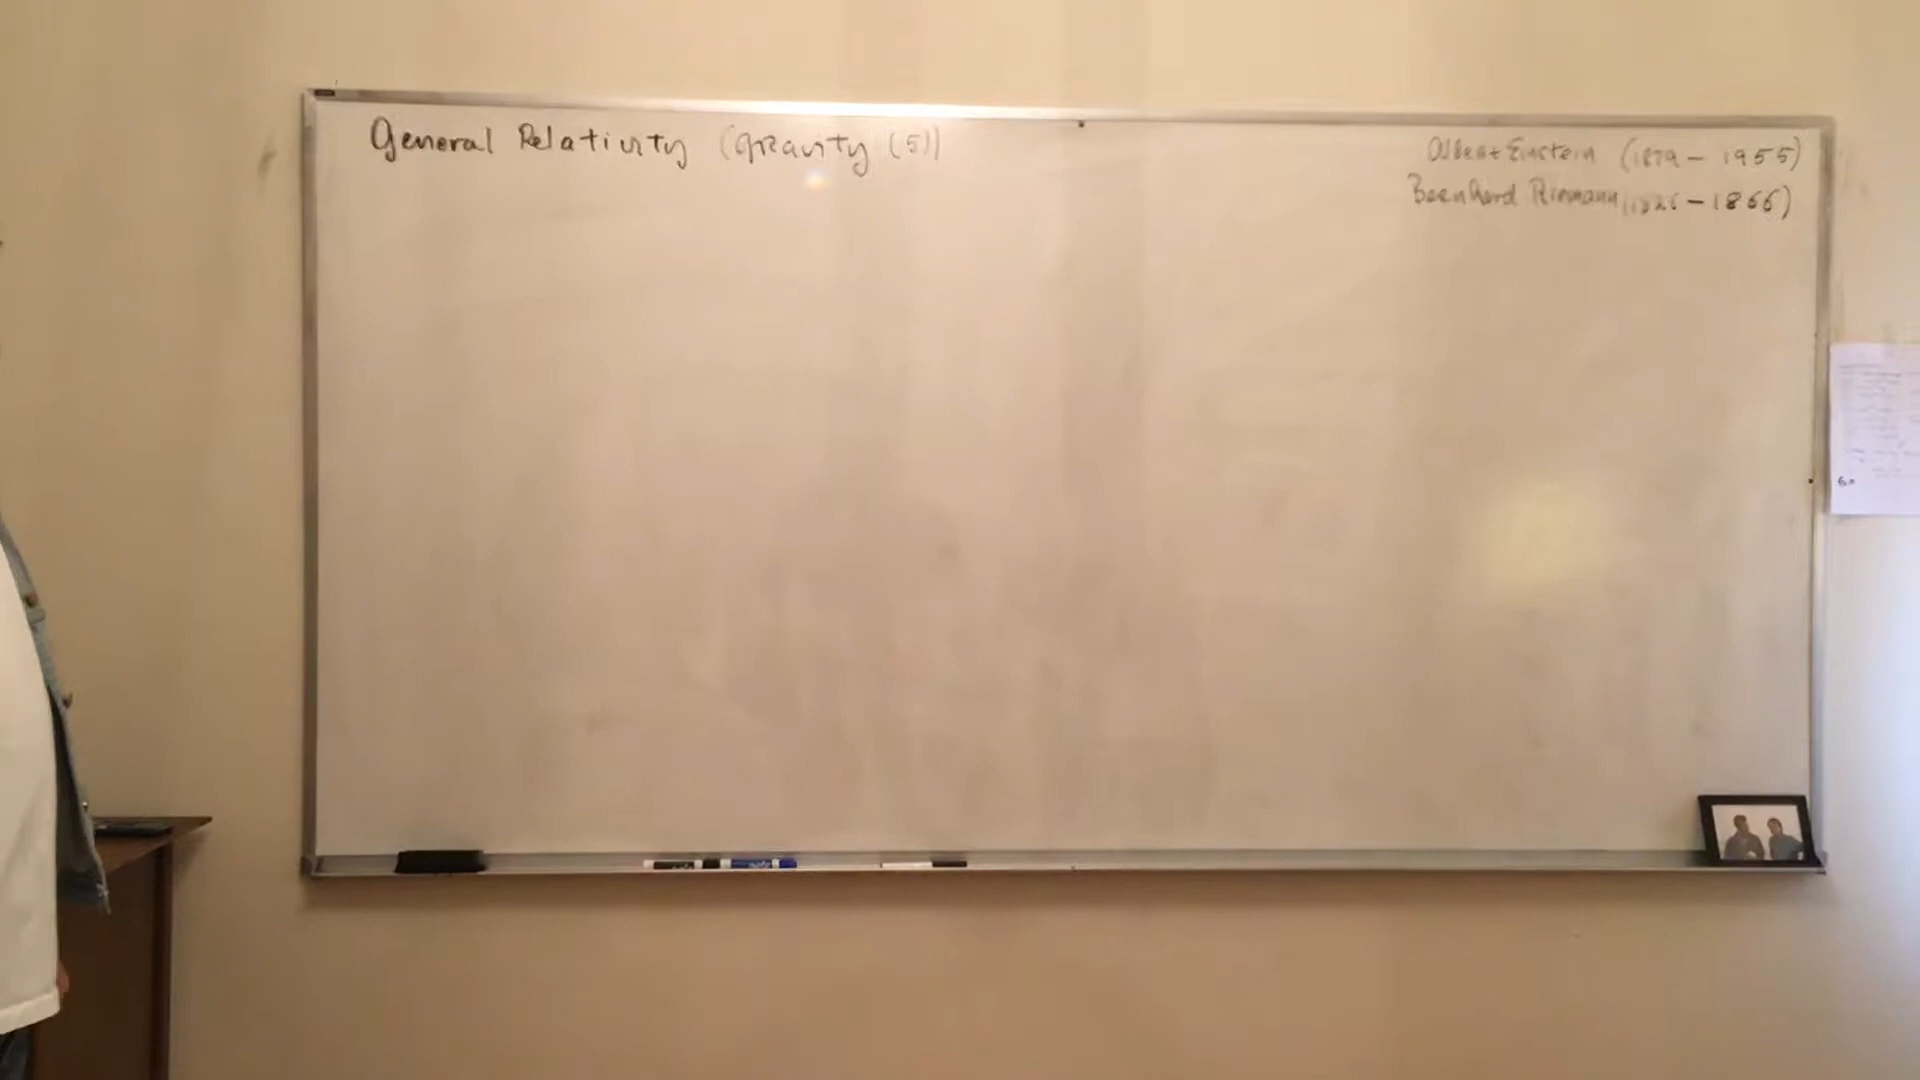 General Relativity (gravity (5))
Albert Einstein (1879 - 1955)
Bernhard Riemann (1826 - 1866)